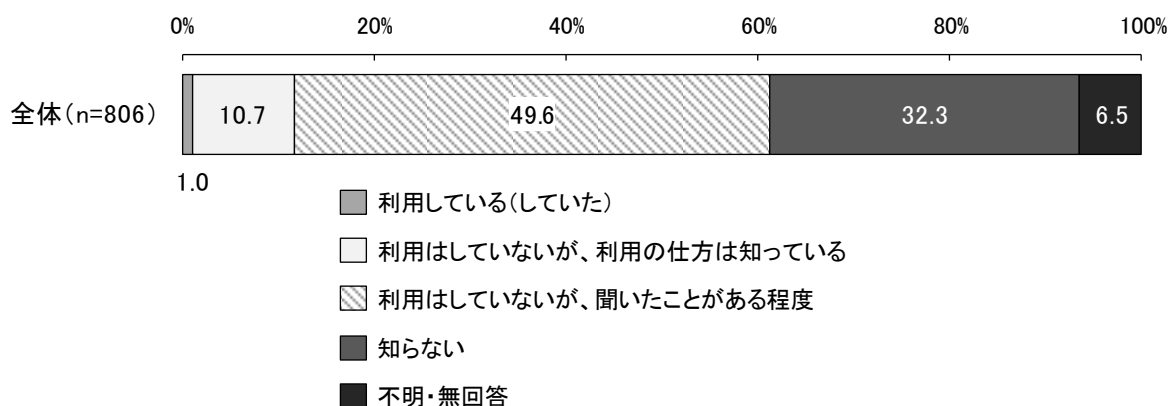 0% 20% 40% 60% 80% 100%
全体(n=806) 10.7 49.6 32.3 6.5
1.0
利用している(していた)
利用はしていないが、利用の仕方は知っている
利用はしていないが、聞いたことがある程度
知らない
不明・無回答